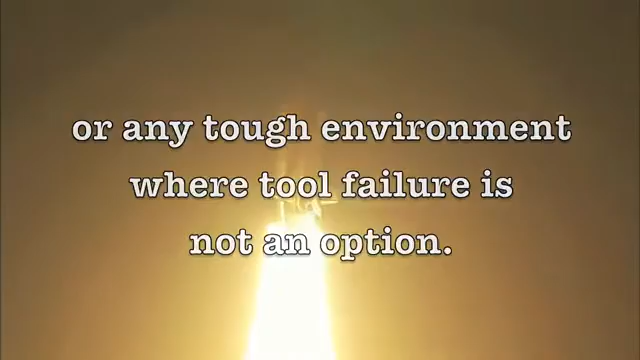 or any tough environment
where tool failure is
not an option.